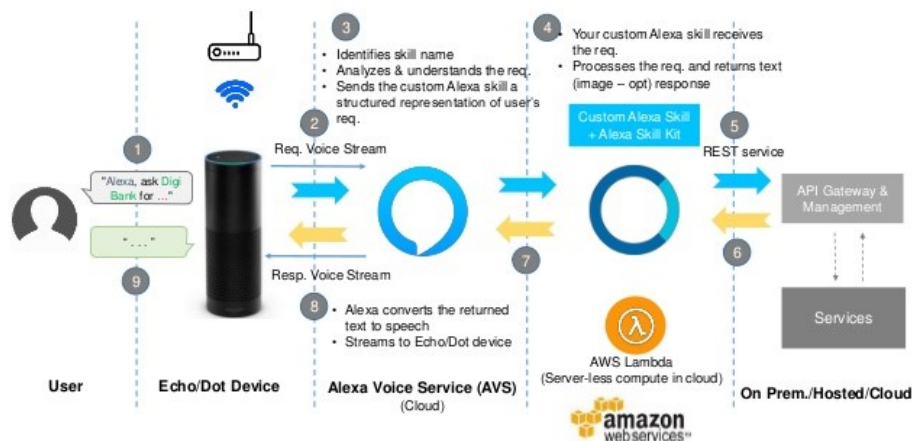 3
• Identifies skill name
• Analyzes & understands the req.
• Sends the custom Alexa skill a
structured representation of user's
req.
4
• Your custom Alexa skill receives
the req.
• Processes the req. and returns text
(image – opt) response
Custom Alexa Skill
+ Alexa Skill Kit
1
2
Req. Voice Stream
5
REST service
"Alexa, ask Digi
Bank for ..."
API Gateway &
Management
" . . . "
9
Resp. Voice Stream
7
6
8
• Alexa converts the returned
text to speech
• Streams to Echo/Dot device
λ
Services
AWS Lambda
(Server-less compute in cloud)
User
Echo/Dot Device
Alexa Voice Service (AVS)
(Cloud)
On Prem./Hosted/Cloud
amazon
webservices™